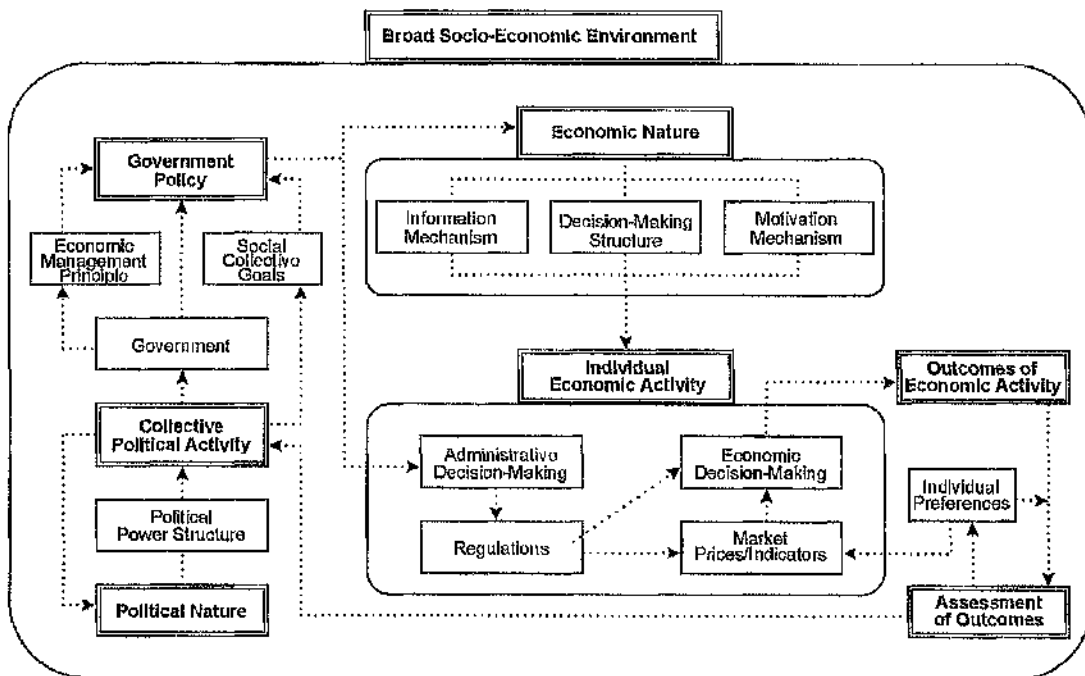 Broad Socio-Economic Environment
Economic Nature
Government
Policy
Information
Mechanism
Decision-Making
Structure
Motivation
Mechanism
Economic
Management
Principle
Social
Collective
Goals
Government
Individual
Economic Activity
Outcomes of
Economic Activity
Collective
Political Activity
Administrative
Decision-Making
Economic
Decision-Making
Individual
Preferences
Political
Power Structure
Regulations
Market
Prices/Indicators
Political Nature
Assessment
of Outcomes